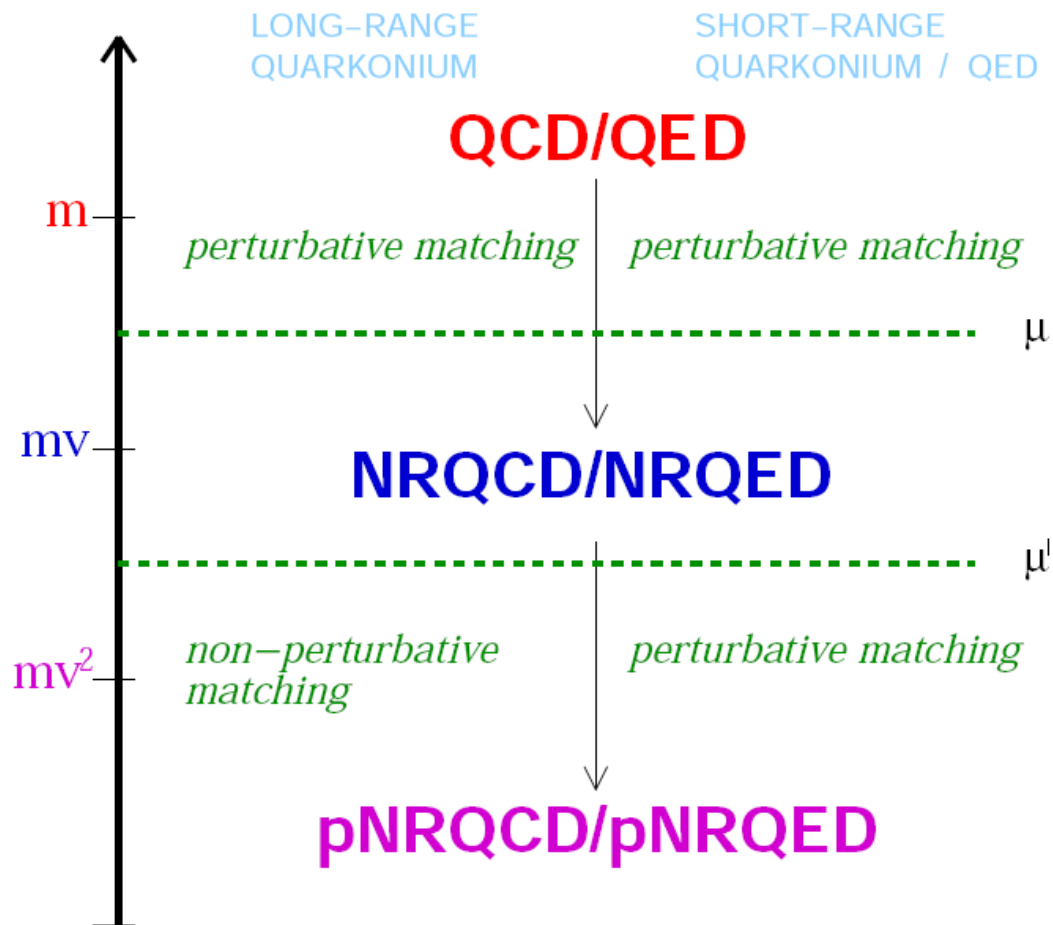 LONG–RANGE
QUARKONIUM
SHORT–RANGE
QUARKONIUM / QED
QCD/QED
m
perturbative matching
perturbative matching
μ
mv
NRQCD/NRQED
μ'
mv²
non–perturbative
matching
perturbative matching
pNRQCD/pNRQED